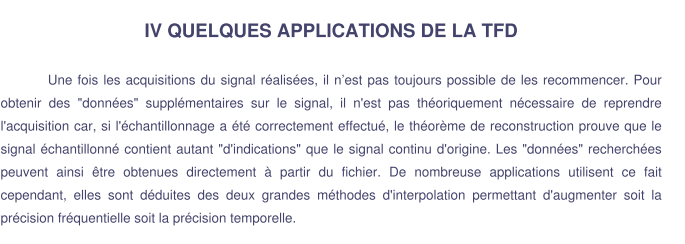 IV QUELQUES APPLICATIONS DE LA TFD
Une fois les acquisitions du signal réalisées, il n'est pas toujours possible de les recommencer. Pour
obtenir des "données" supplémentaires sur le signal, il n'est pas théoriquement nécessaire de reprendre
l'acquisition car, si l'échantillonnage a été correctement effectué, le théorème de reconstruction prouve que le
signal échantillonné contient autant "d'indications" que le signal continu d'origine. Les "données" recherchées
peuvent ainsi être obtenues directement à partir du fichier. De nombreuse applications utilisent ce fait
cependant, elles sont déduites des deux grandes méthodes d'interpolation permettant d'augmenter soit la
précision fréquentielle soit la précision temporelle.